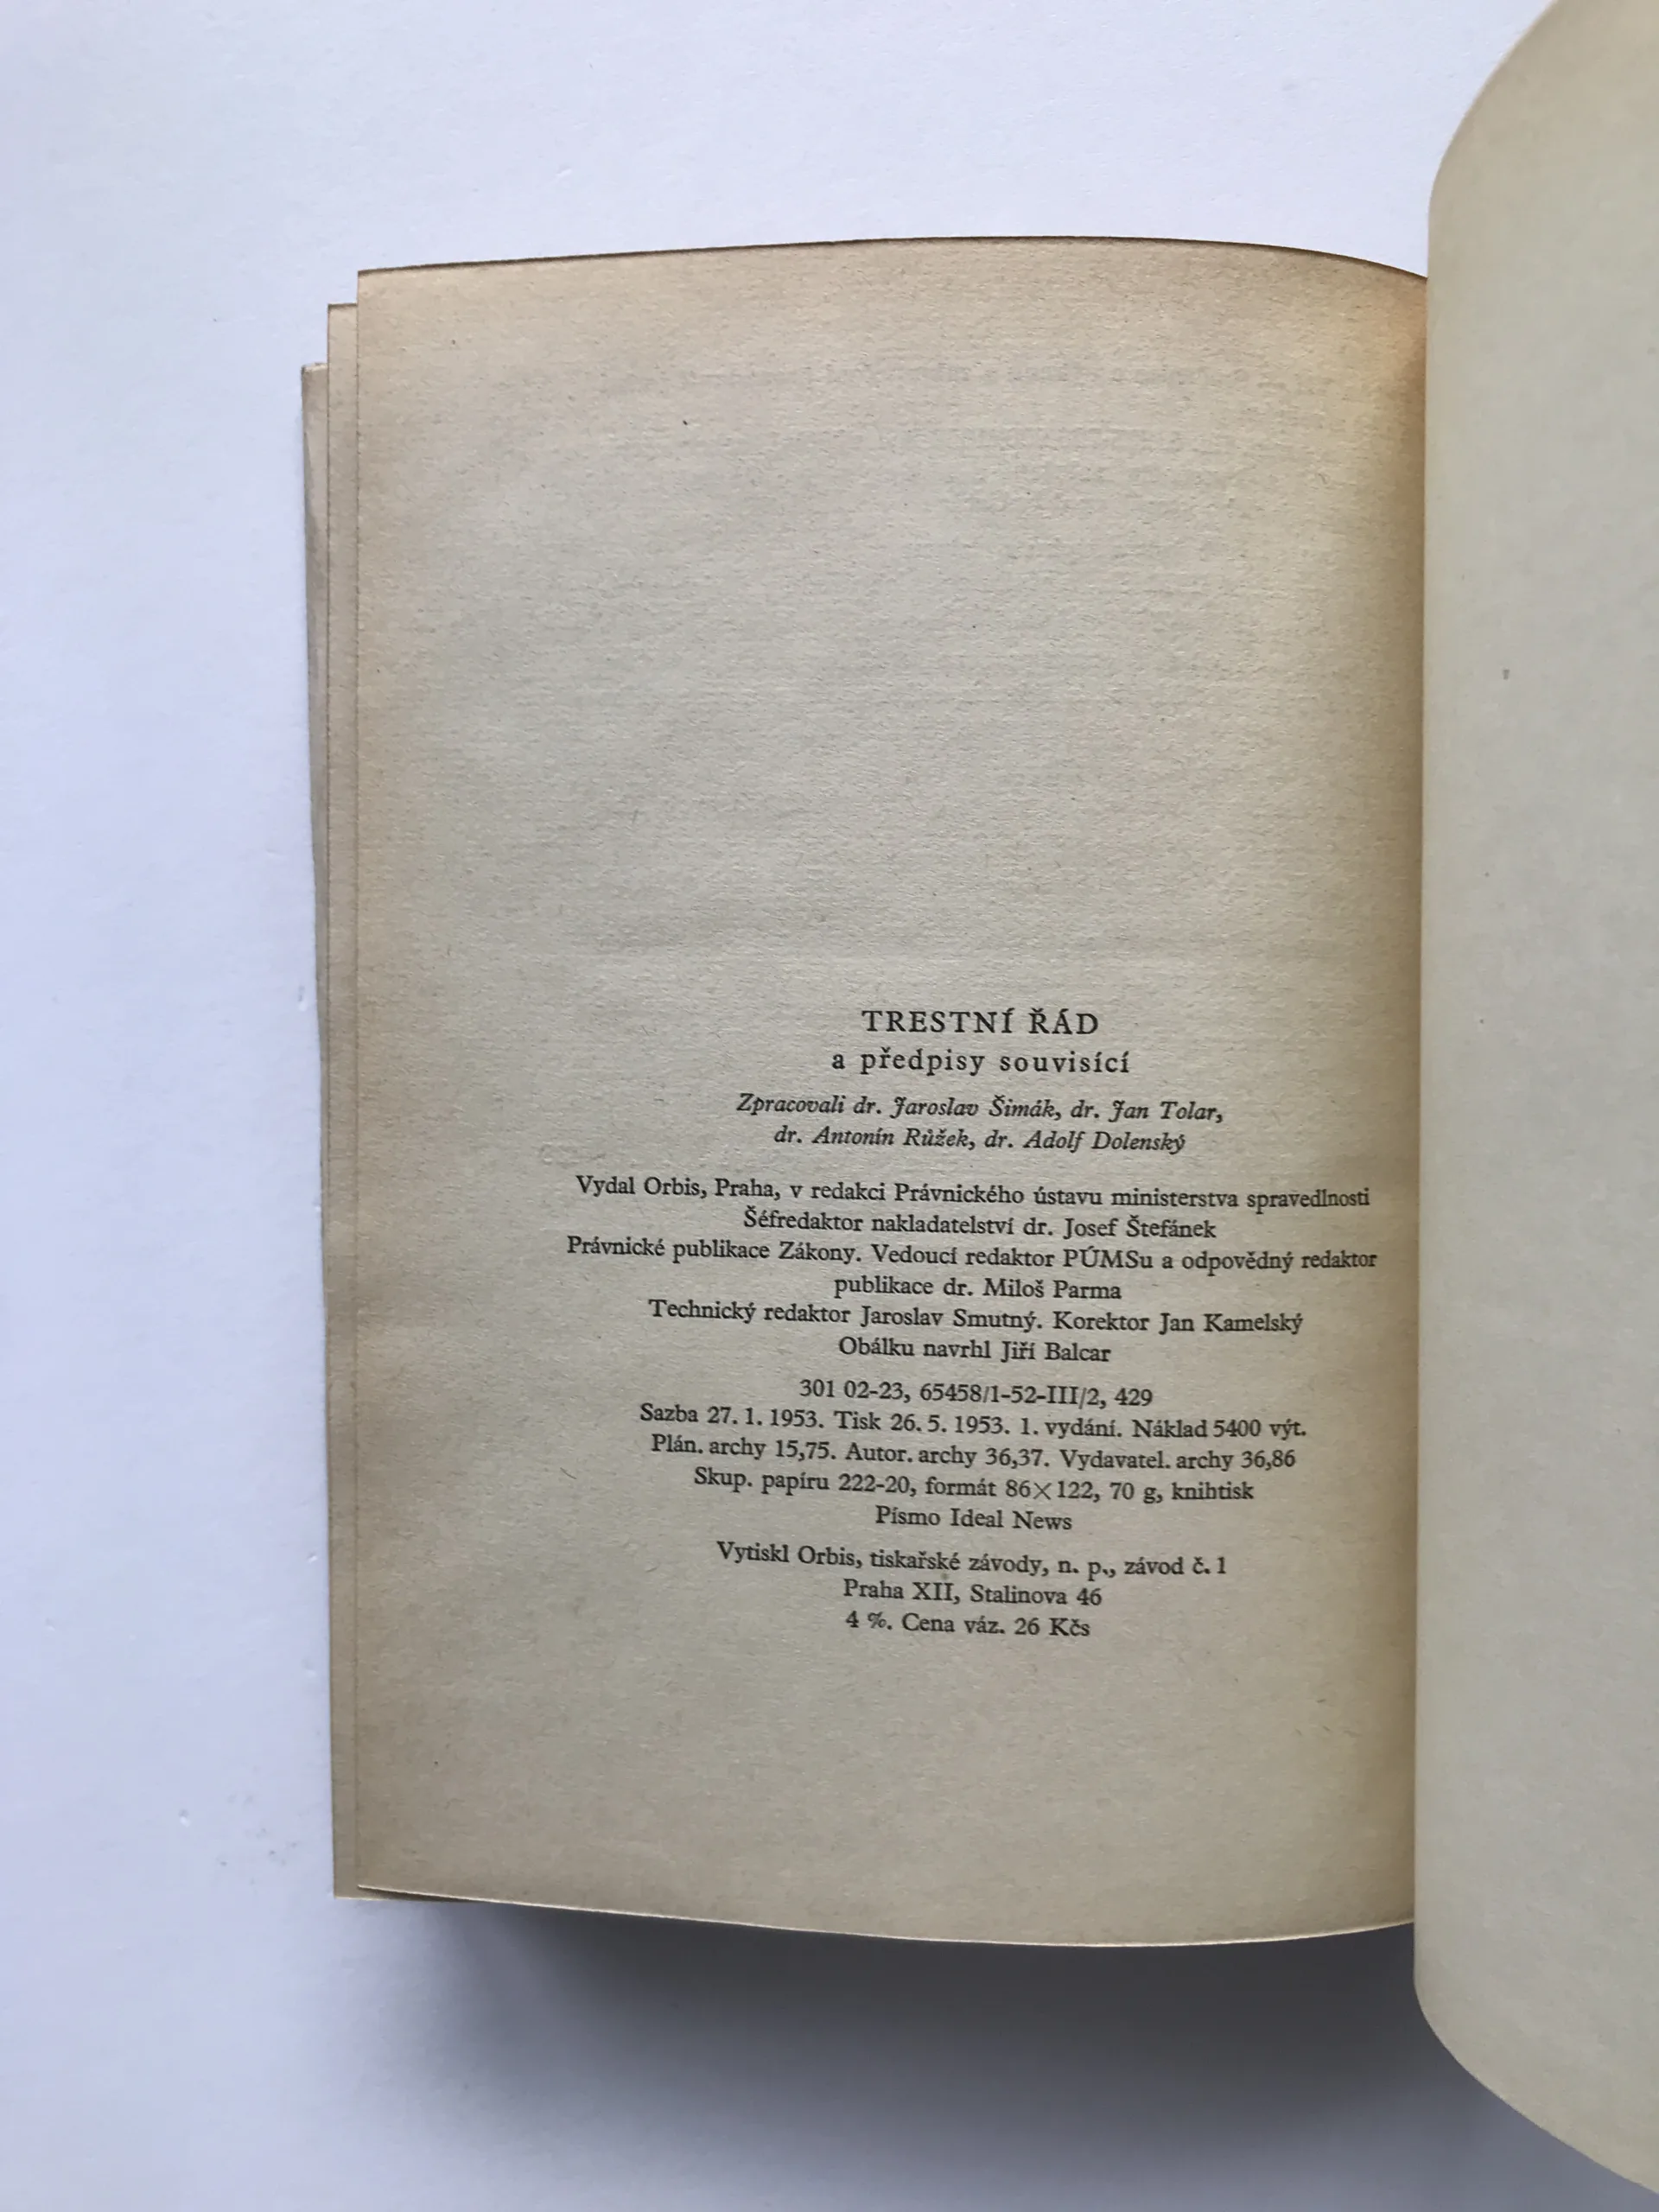 TRESTNÍ ŘÁD
a předpisy souvisící
Zpracovali dr. Jaroslav Šimák, dr. Jan Tolar,
dr. Antonín Růžek, dr. Adolf Dolenský
Vydal Orbis, Praha, v redakci Právnického ústavu ministerstva spravedlnosti
Šéfredaktor nakladatelství dr. Josef Štefánek
Právnické publikace Zákony. Vedoucí redaktor PÚMSu a odpovědný redaktor
publikace dr. Miloš Parma
Technický redaktor Jaroslav Smutný. Korektor Jan Kamelský
Obálku navrhl Jiří Balcar
301 02-23, 65458/1-52-III/2, 429
Sazba 27. 1. 1953. Tisk 26. 5. 1953. 1. vydání. Náklad 5400 výt.
Plán. archy 15,75. Autor. archy 36,37. Vydavatel. archy 36,86
Skup. papíru 222-20, formát 86×122, 70 g, knihtisk
Písmo Ideal News
Vytiskl Orbis, tiskařské závody, n. p., závod č. 1
Praha XII, Stalinova 46
4 %. Cena váz. 26 Kčs